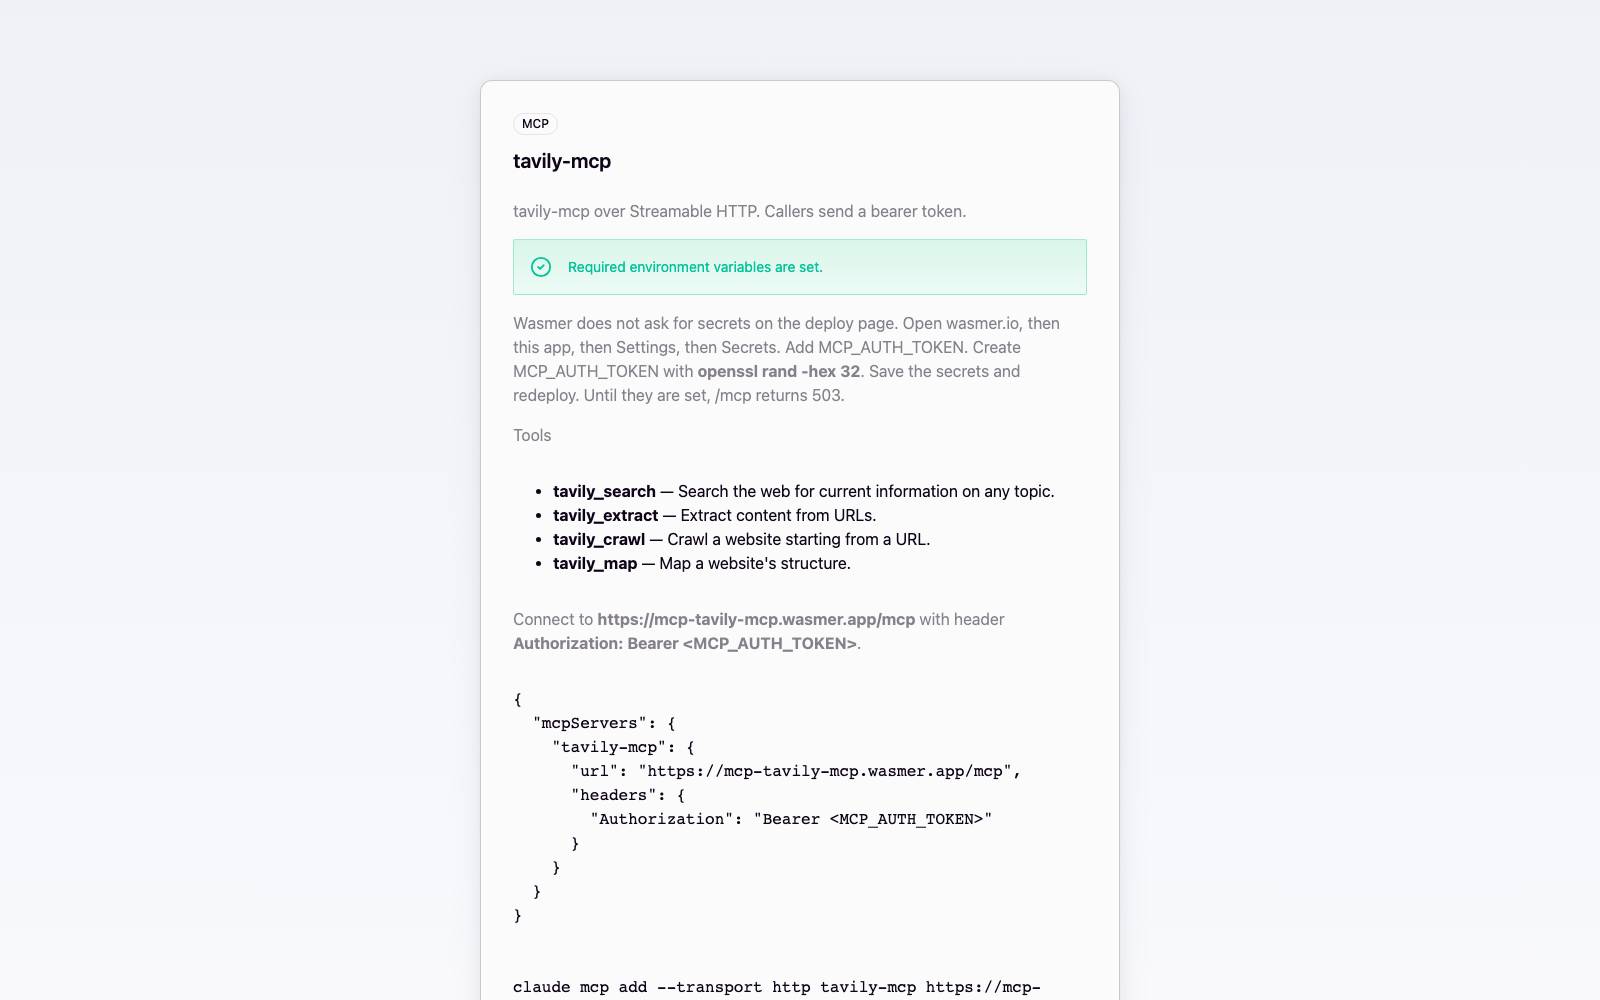 MCP
tavily-mcp
tavily-mcp over Streamable HTTP. Callers send a bearer token.
Required environment variables are set.
Wasmer does not ask for secrets on the deploy page. Open wasmer.io, then
this app, then Settings, then Secrets. Add MCP_AUTH_TOKEN. Create
MCP_AUTH_TOKEN with openssl rand -hex 32. Save the secrets and
redeploy. Until they are set, /mcp returns 503.
Tools
• tavily_search — Search the web for current information on any topic.
• tavily_extract — Extract content from URLs.
• tavily_crawl — Crawl a website starting from a URL.
• tavily_map — Map a website's structure.
Connect to https://mcp-tavily-mcp.wasmer.app/mcp with header
Authorization: Bearer <MCP_AUTH_TOKEN>.
{
  "mcpServers": {
    "tavily-mcp": {
      "url": "https://mcp-tavily-mcp.wasmer.app/mcp",
      "headers": {
        "Authorization": "Bearer <MCP_AUTH_TOKEN>"
      }
    }
  }
}
claude mcp add --transport http tavily-mcp https://mcp-